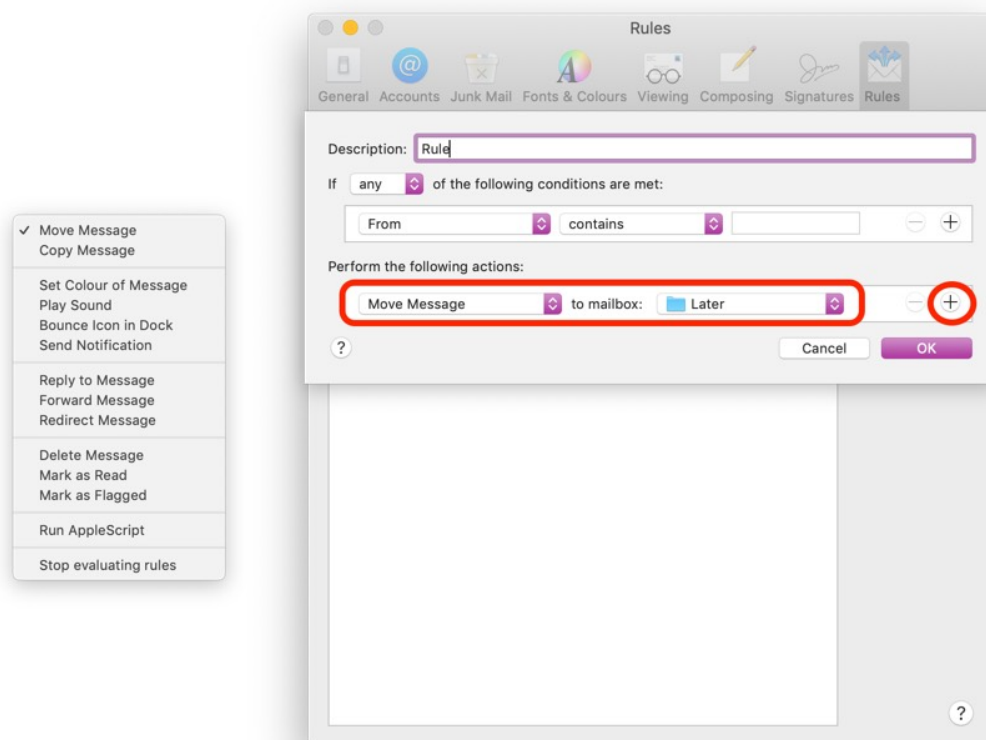 Rules
General Accounts Junk Mail Fonts & Colours Viewing Composing Signatures Rules
Description: Rule
If any of the following conditions are met:
From contains
Perform the following actions:
Move Message to mailbox: Later
? Cancel OK
?
Move Message
Copy Message
Set Colour of Message
Play Sound
Bounce Icon in Dock
Send Notification
Reply to Message
Forward Message
Redirect Message
Delete Message
Mark as Read
Mark as Flagged
Run AppleScript
Stop evaluating rules